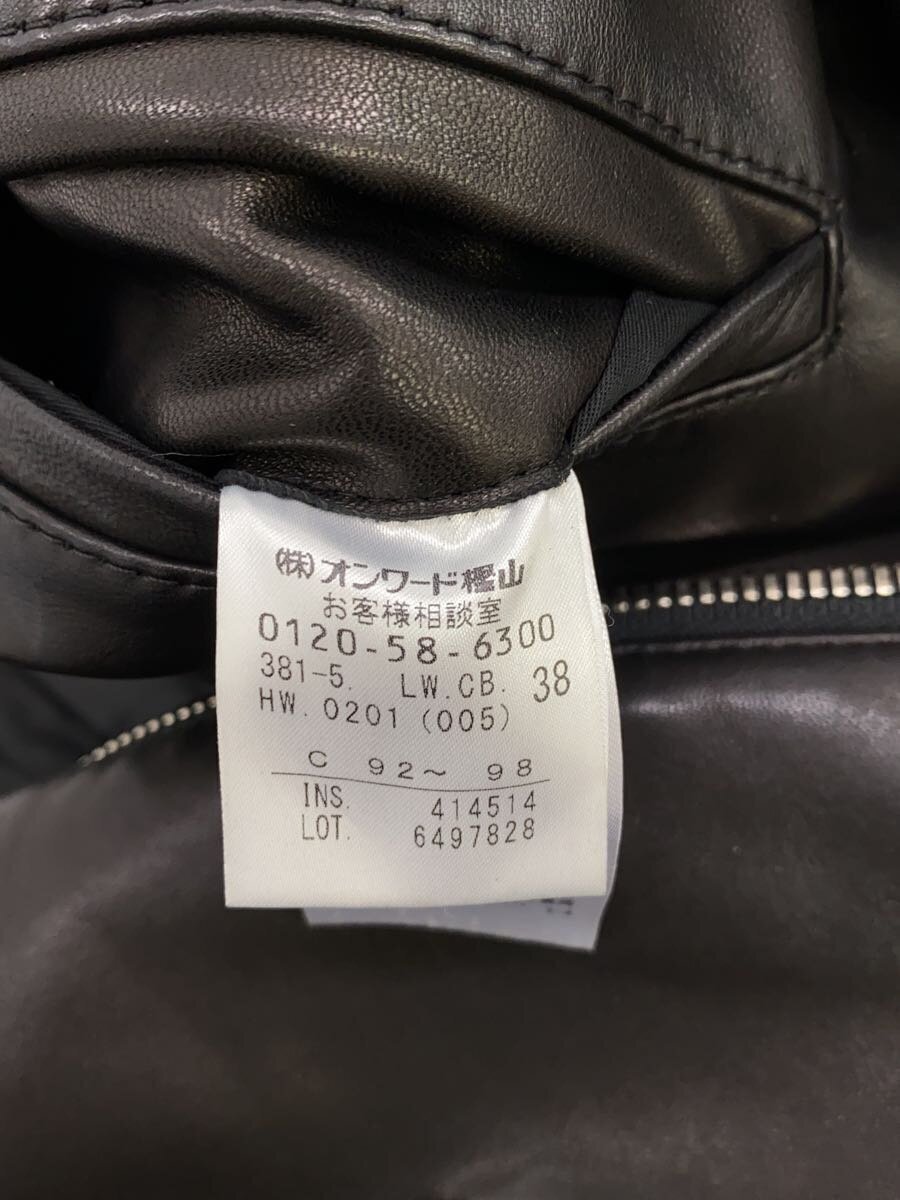 (株)オンワード樫山
お客様相談室
0120-58-6300
381-5. LW.CB. 38
HW. 0201 (005)
C 92～ 98
INS. 414514
LOT. 6497828